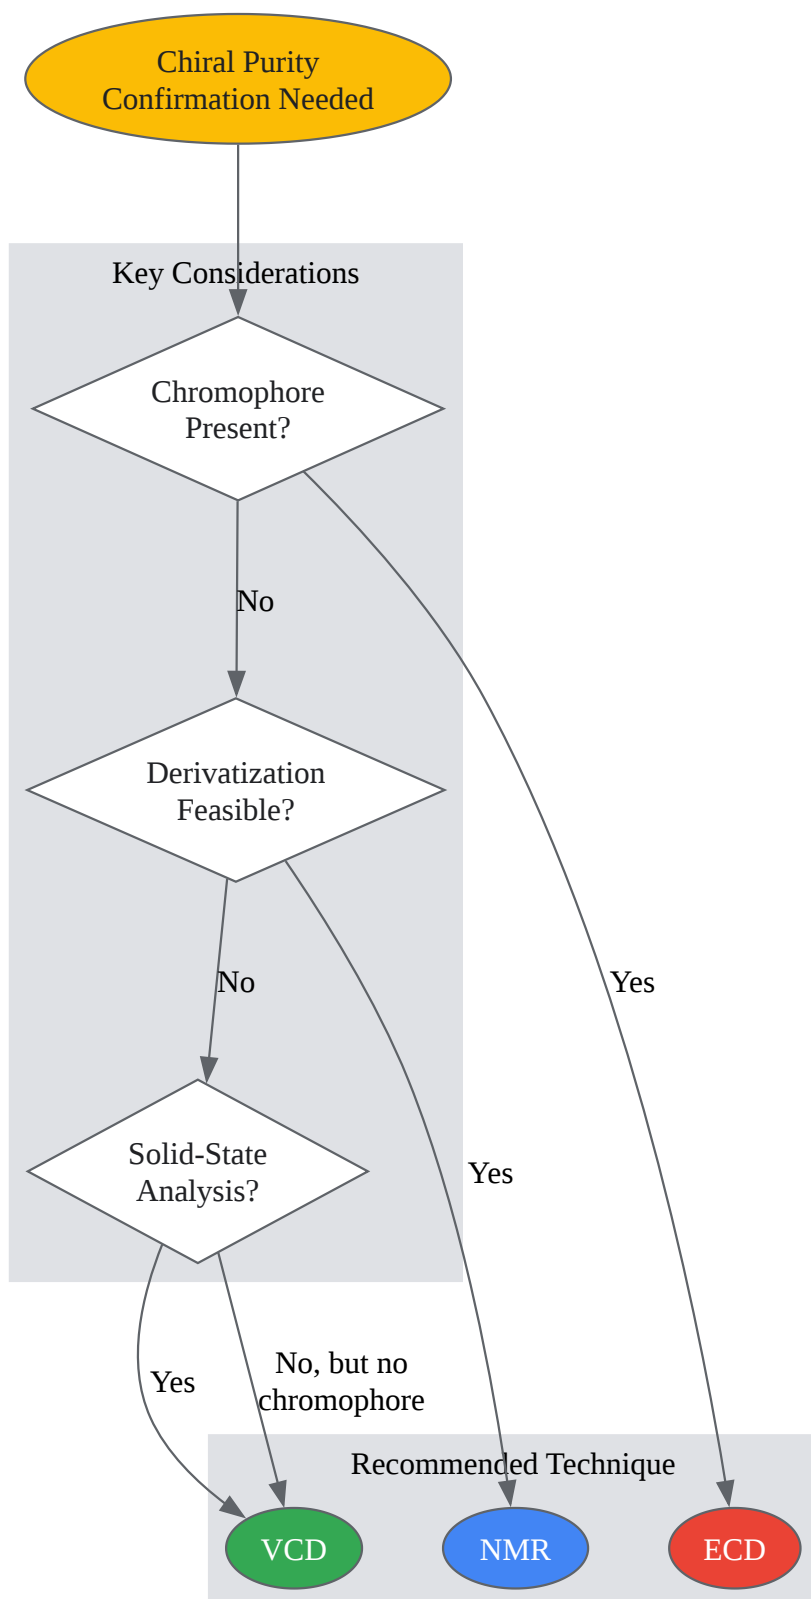 Chiral Purity
Confirmation Needed
Key Considerations
Chromophore
Present?
No
Derivatization
Feasible?
No
Yes
Solid-State
Analysis?
Yes
Yes
No, but no
chromophore
Recommended Technique
VCD
NMR
ECD